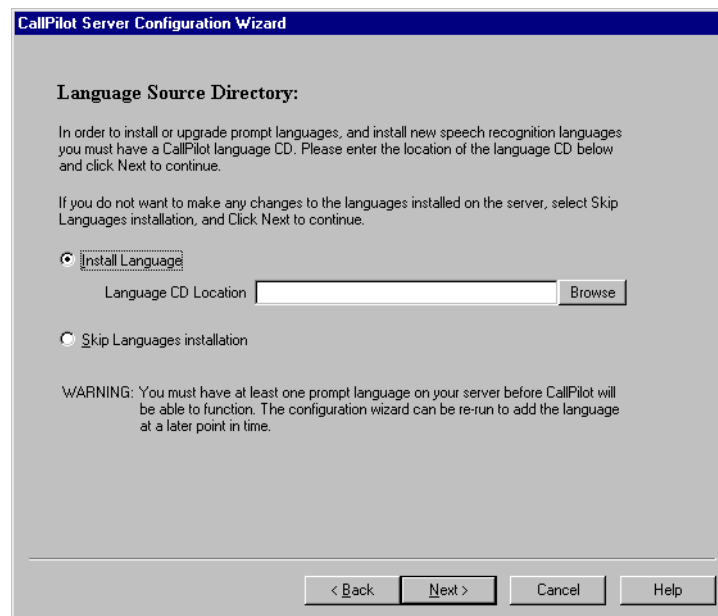 CallPilot Server Configuration Wizard
Language Source Directory:
In order to install or upgrade prompt languages, and install new speech recognition languages
you must have a CallPilot language CD. Please enter the location of the language CD below
and click Next to continue.
If you do not want to make any changes to the languages installed on the server, select Skip
Languages installation, and Click Next to continue.
Install Language
Language CD Location Browse
Skip Languages installation
WARNING: You must have at least one prompt language on your server before CallPilot will
be able to function. The configuration wizard can be re-run to add the language
at a later point in time.
< Back Next > Cancel Help